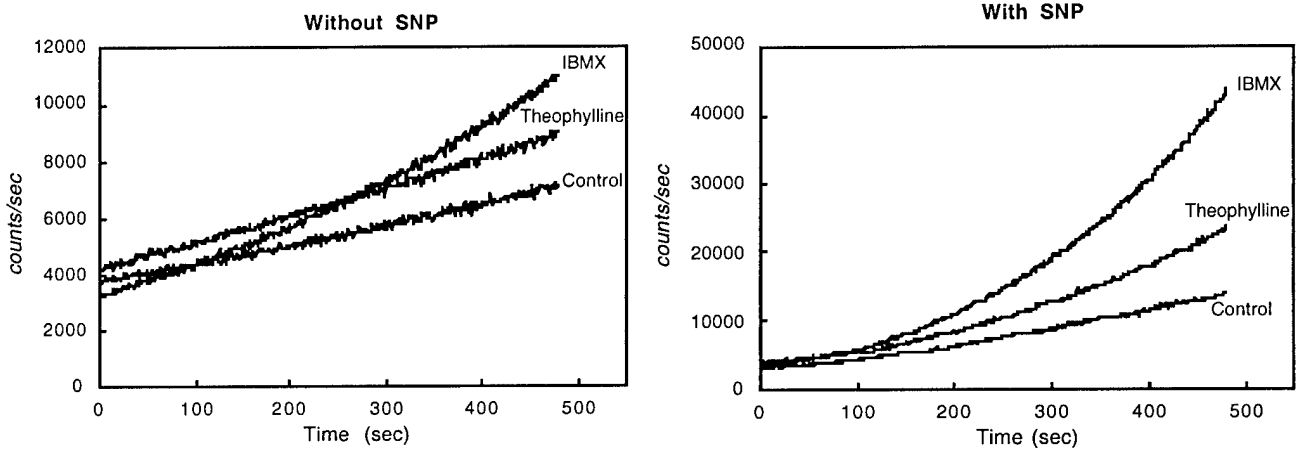 Without SNP
12000
10000
8000
6000
4000
2000
0
counts/sec
IBMX
Theophylline
Control
0 100 200 300 400 500
Time (sec)
With SNP
50000
40000
30000
20000
10000
0
counts/sec
IBMX
Theophylline
Control
0 100 200 300 400 500
Time (sec)